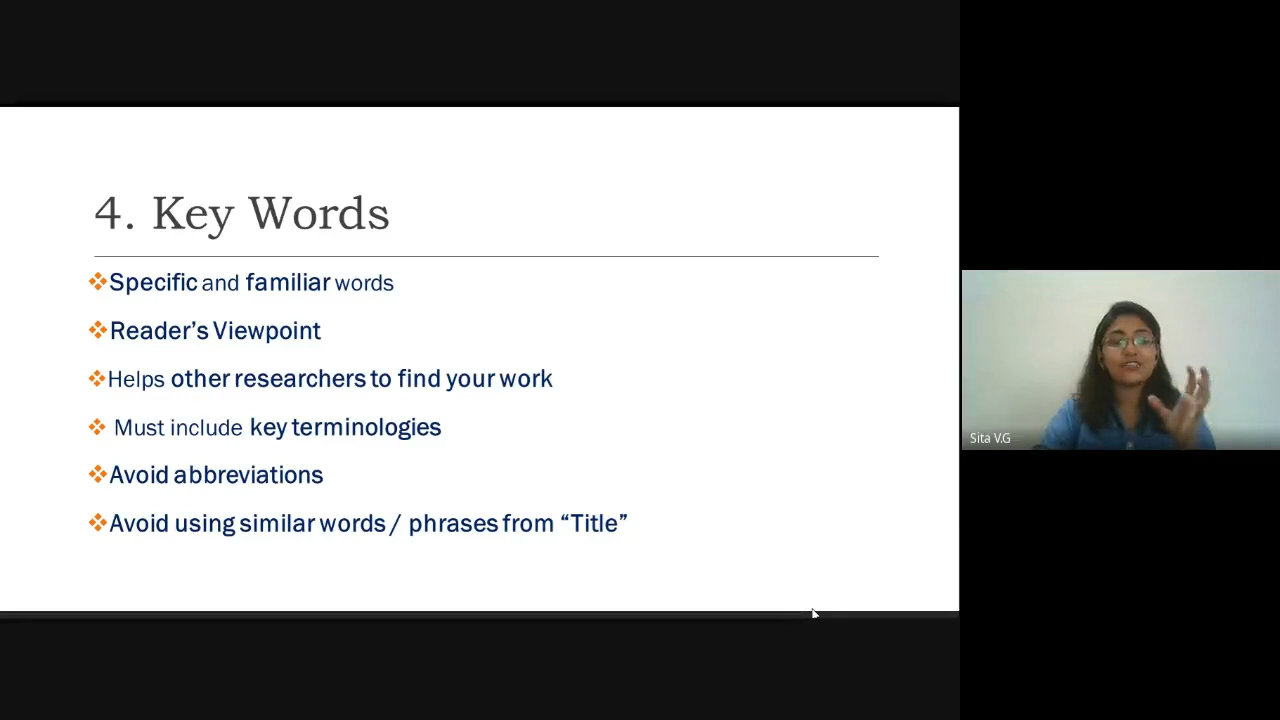 4. Key Words
Specific and familiar words
Reader’s Viewpoint
Helps other researchers to find your work
Must include key terminologies
Avoid abbreviations
Avoid using similar words / phrases from “Title”
Sita V.G